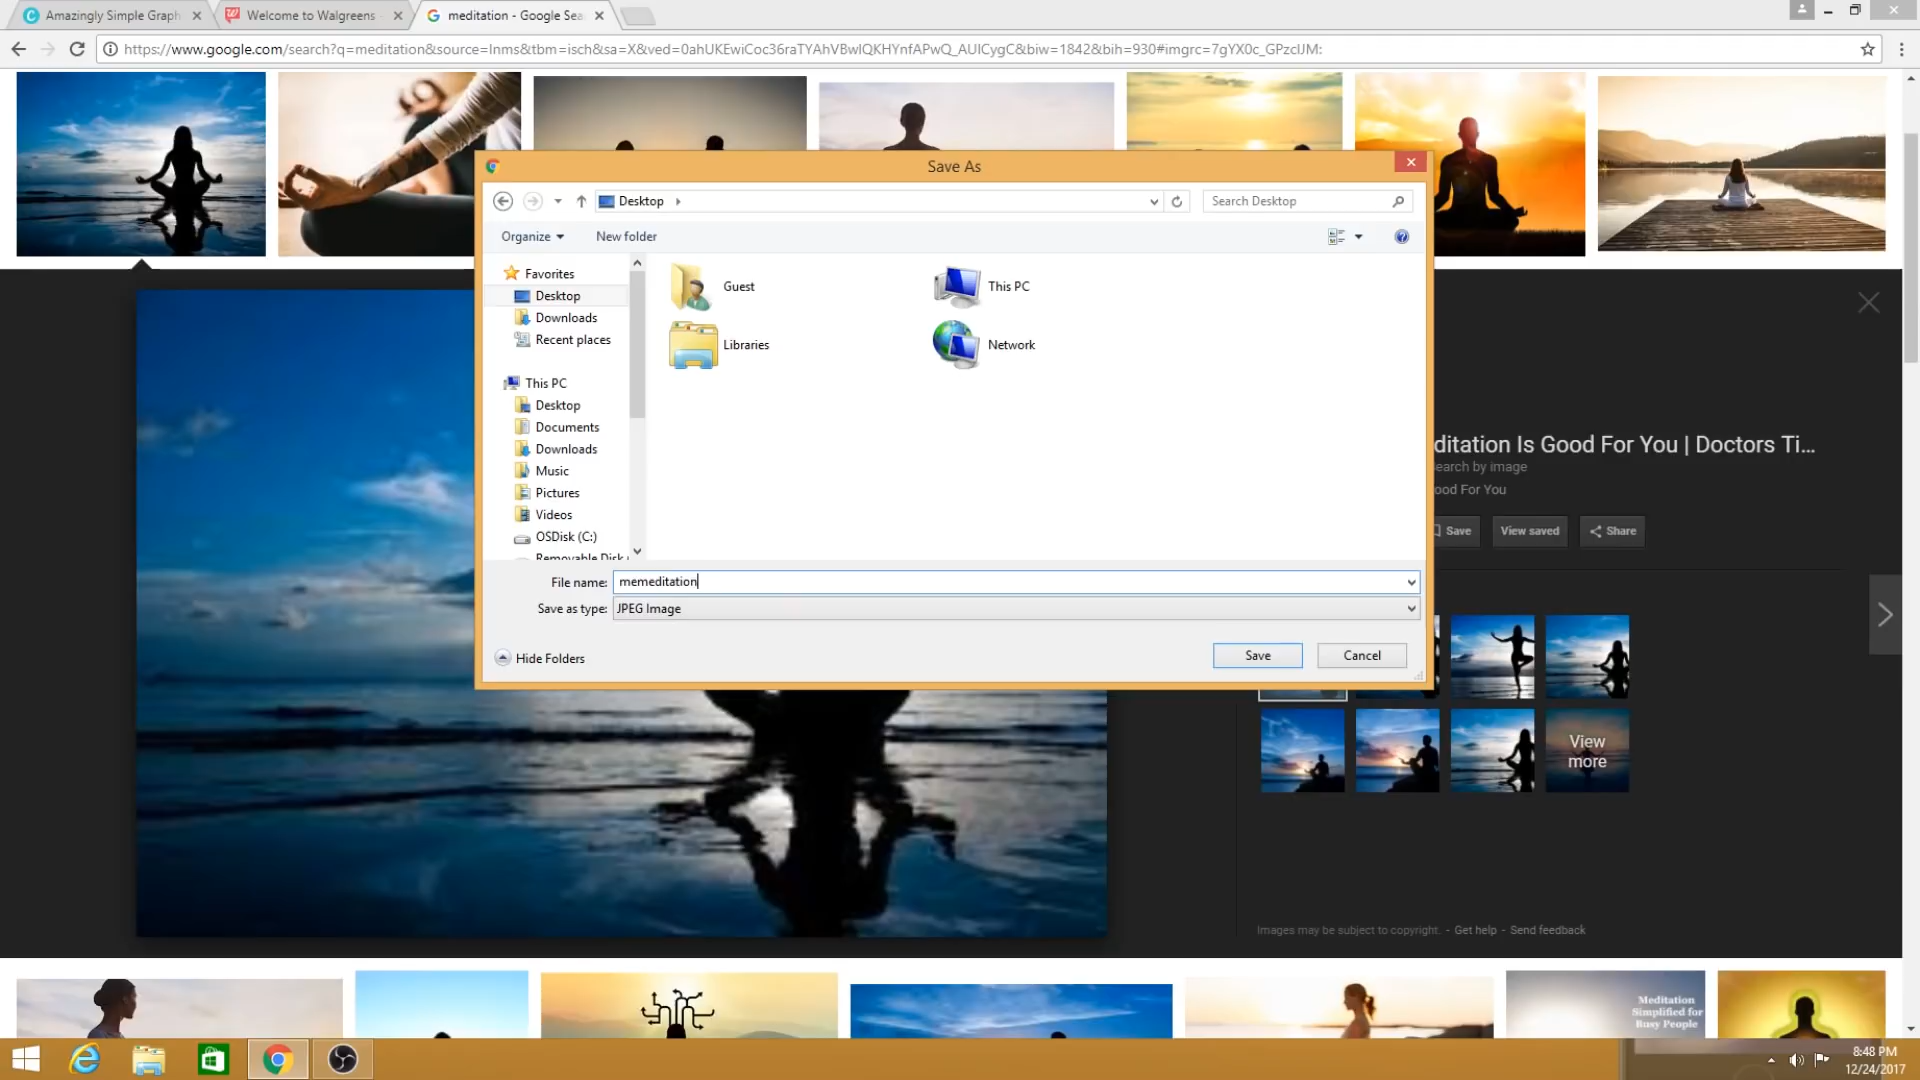 Amazingly Simple Graph
Welcome to Walgreens
meditation - Google Sea
https://www.google.com/search?q=meditation&source=lnms&tbm=isch&sa=X&ved=0ahUKEwiCoc36raTYAhVBwlQKHYnfAPwQ_AUICygC&biw=1842&bih=930#imgrc=7gYX0c_GPzclJM:
Save As
Desktop
Search Desktop
Organize
New folder
Favorites
Desktop
Downloads
Recent places
This PC
Desktop
Documents
Downloads
Music
Pictures
Videos
OSDisk (C:)
Removable Disk
Guest
This PC
Libraries
Network
File name: memeditation
Save as type: JPEG Image
Hide Folders
Save
Cancel
ditation Is Good For You | Doctors Ti...
earch by image
ood For You
Save
View saved
Share
View
more
Images may be subject to copyright. - Get help - Send feedback
Meditation
Simplified for
Busy People
8:48 PM
12/24/2017